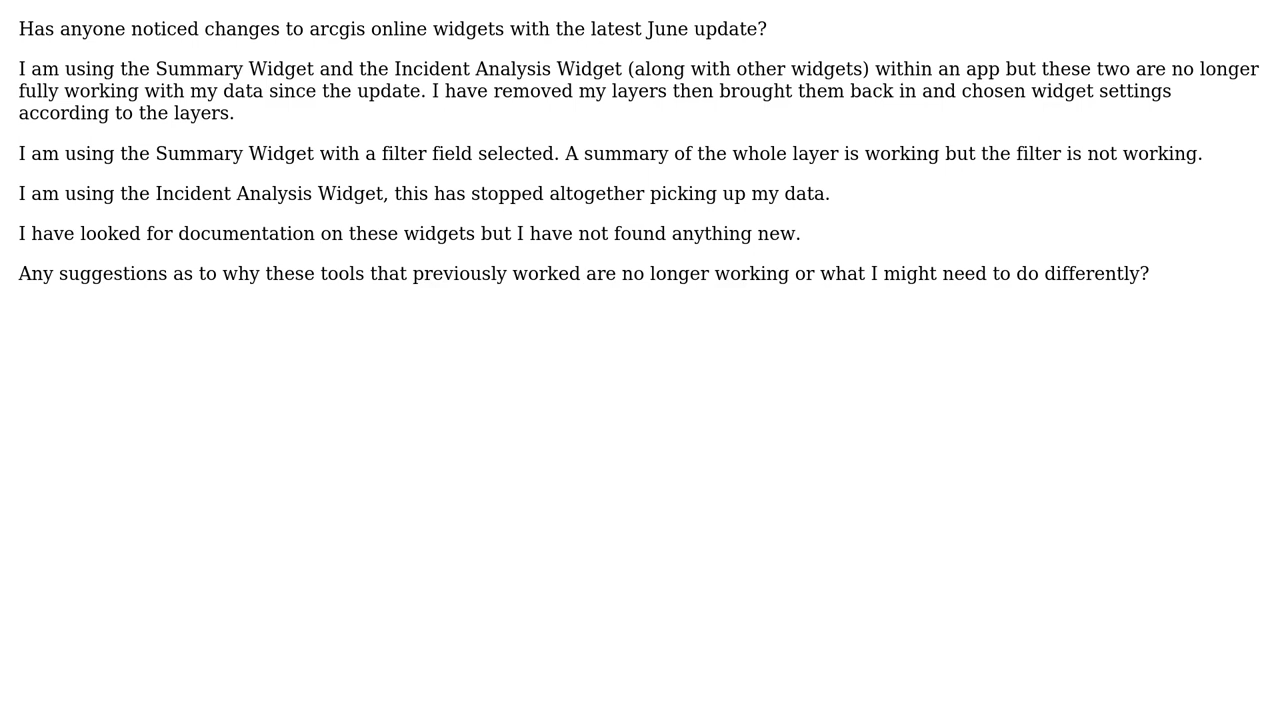 Has anyone noticed changes to arcgis online widgets with the latest June update?
I am using the Summary Widget and the Incident Analysis Widget (along with other widgets) within an app but these two are no longer
fully working with my data since the update. I have removed my layers then brought them back in and chosen widget settings
according to the layers.
I am using the Summary Widget with a filter field selected. A summary of the whole layer is working but the filter is not working.
I am using the Incident Analysis Widget, this has stopped altogether picking up my data.
I have looked for documentation on these widgets but I have not found anything new.
Any suggestions as to why these tools that previously worked are no longer working or what I might need to do differently?